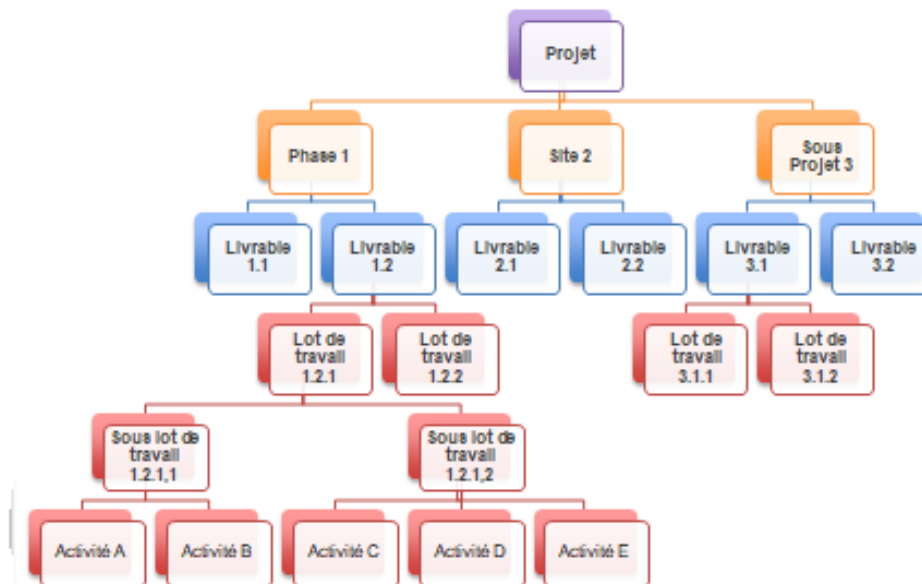 Projet
Phase 1
Site 2
Sous
Projet 3
Livrable
1.1
Livrable
1.2
Livrable
2.1
Livrable
2.2
Livrable
3.1
Livrable
3.2
Lot de
travail
1.2.1
Lot de
travail
1.2.2
Lot de
travail
3.1.1
Lot de
travail
3.1.2
Sous lot de
travail
1.2.1,1
Sous lot de
travail
1.2.1,2
Activité A
Activité B
Activité C
Activité D
Activité E